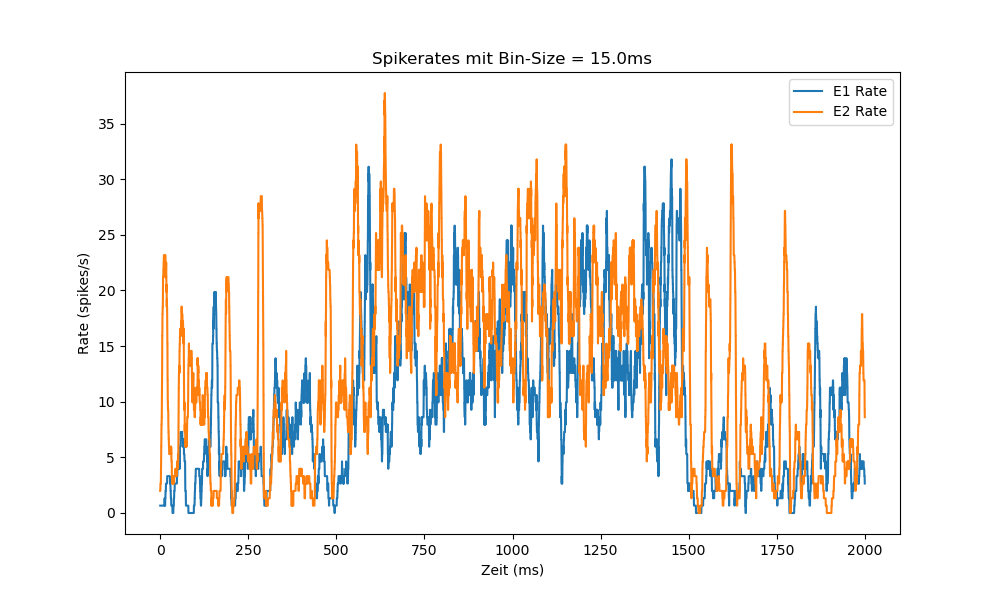 Spikerates mit Bin-Size = 15.0ms
E1 Rate
E2 Rate
Rate (spikes/s)
35
30
25
20
15
10
5
0
0 250 500 750 1000 1250 1500 1750 2000
Zeit (ms)